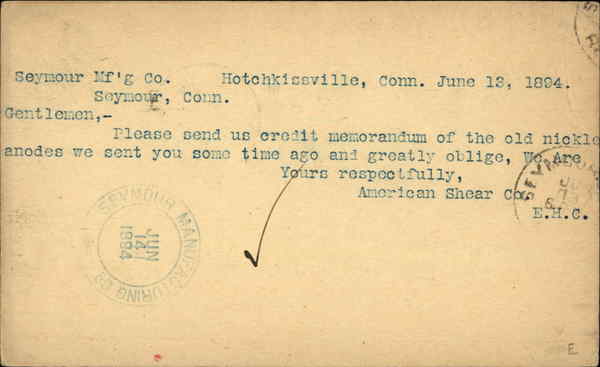 Seymour Mf'g Co. Hotchkissville, Conn. June 13, 1894.
Seymour, Conn.
Gentlemen,-
Please send us credit memorandum of the old nickle
anodes we sent you some time ago and greatly oblige, We Are
Yours respectfully,
American Shear Co.
E.H.C.
SEYMOUR MANUFACTURING CO
JUN
14
1894
SEYMOUR
E